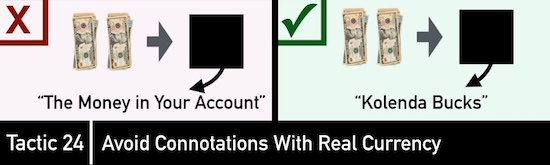 X
"The Money in Your Account"
"Kolenda Bucks"
Tactic 24
Avoid Connotations With Real Currency